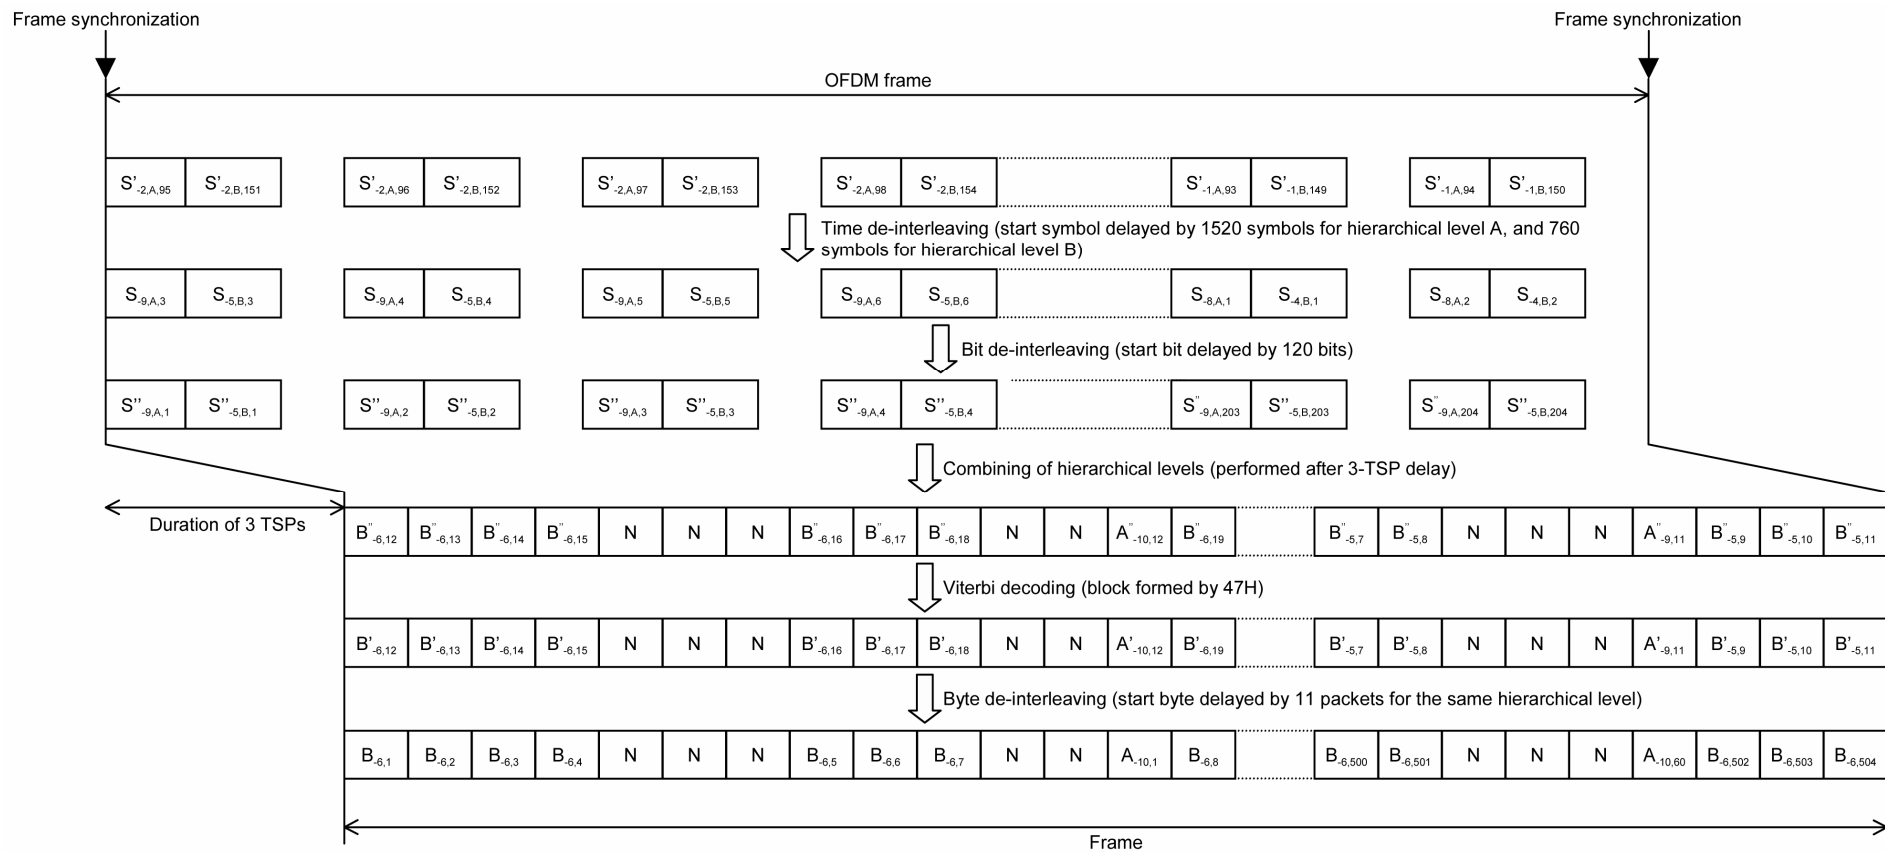 Frame synchronization Frame synchronization
OFDM frame
S’-2,A,95 S’-2,B,151 S’-2,A,96 S’-2,B,152 S’-2,A,97 S’-2,B,153 S’-2,A,98 S’-2,B,154 S’-1,A,93 S’-1,B,149 S’-1,A,94 S’-1,B,150
Time de-interleaving (start symbol delayed by 1520 symbols for hierarchical level A, and 760
symbols for hierarchical level B)
S-9,A,3 S-5,B,3 S-9,A,4 S-5,B,4 S-9,A,5 S-5,B,5 S-9,A,6 S-5,B,6 S-8,A,1 S-4,B,1 S-8,A,2 S-4,B,2
Bit de-interleaving (start bit delayed by 120 bits)
S’’-9,A,1 S’’-5,B,1 S’’-9,A,2 S’’-5,B,2 S’’-9,A,3 S’’-5,B,3 S’’-9,A,4 S’’-5,B,4 S’’-9,A,203 S’’-5,B,203 S’’-9,A,204 S’’-5,B,204
Combining of hierarchical levels (performed after 3-TSP delay)
Duration of 3 TSPs
B’’-6,12 B’’-6,13 B’’-6,14 B’’-6,15 N N N B’’-6,16 B’’-6,17 B’’-6,18 N N A’’-10,12 B’’-6,19 B’’-5,7 B’’-5,8 N N N A’’-9,11 B’’-5,9 B’’-5,10 B’’-5,11
Viterbi decoding (block formed by 47H)
B’-6,12 B’-6,13 B’-6,14 B’-6,15 N N N B’-6,16 B’-6,17 B’-6,18 N N A’-10,12 B’-6,19 B’-5,7 B’-5,8 N N N A’-9,11 B’-5,9 B’-5,10 B’-5,11
Byte de-interleaving (start byte delayed by 11 packets for the same hierarchical level)
B-6,1 B-6,2 B-6,3 B-6,4 N N N B-6,5 B-6,6 B-6,7 N N A-10,1 B-6,8 B-6,500 B-6,501 N N N A-10,60 B-6,502 B-6,503 B-6,504
Frame